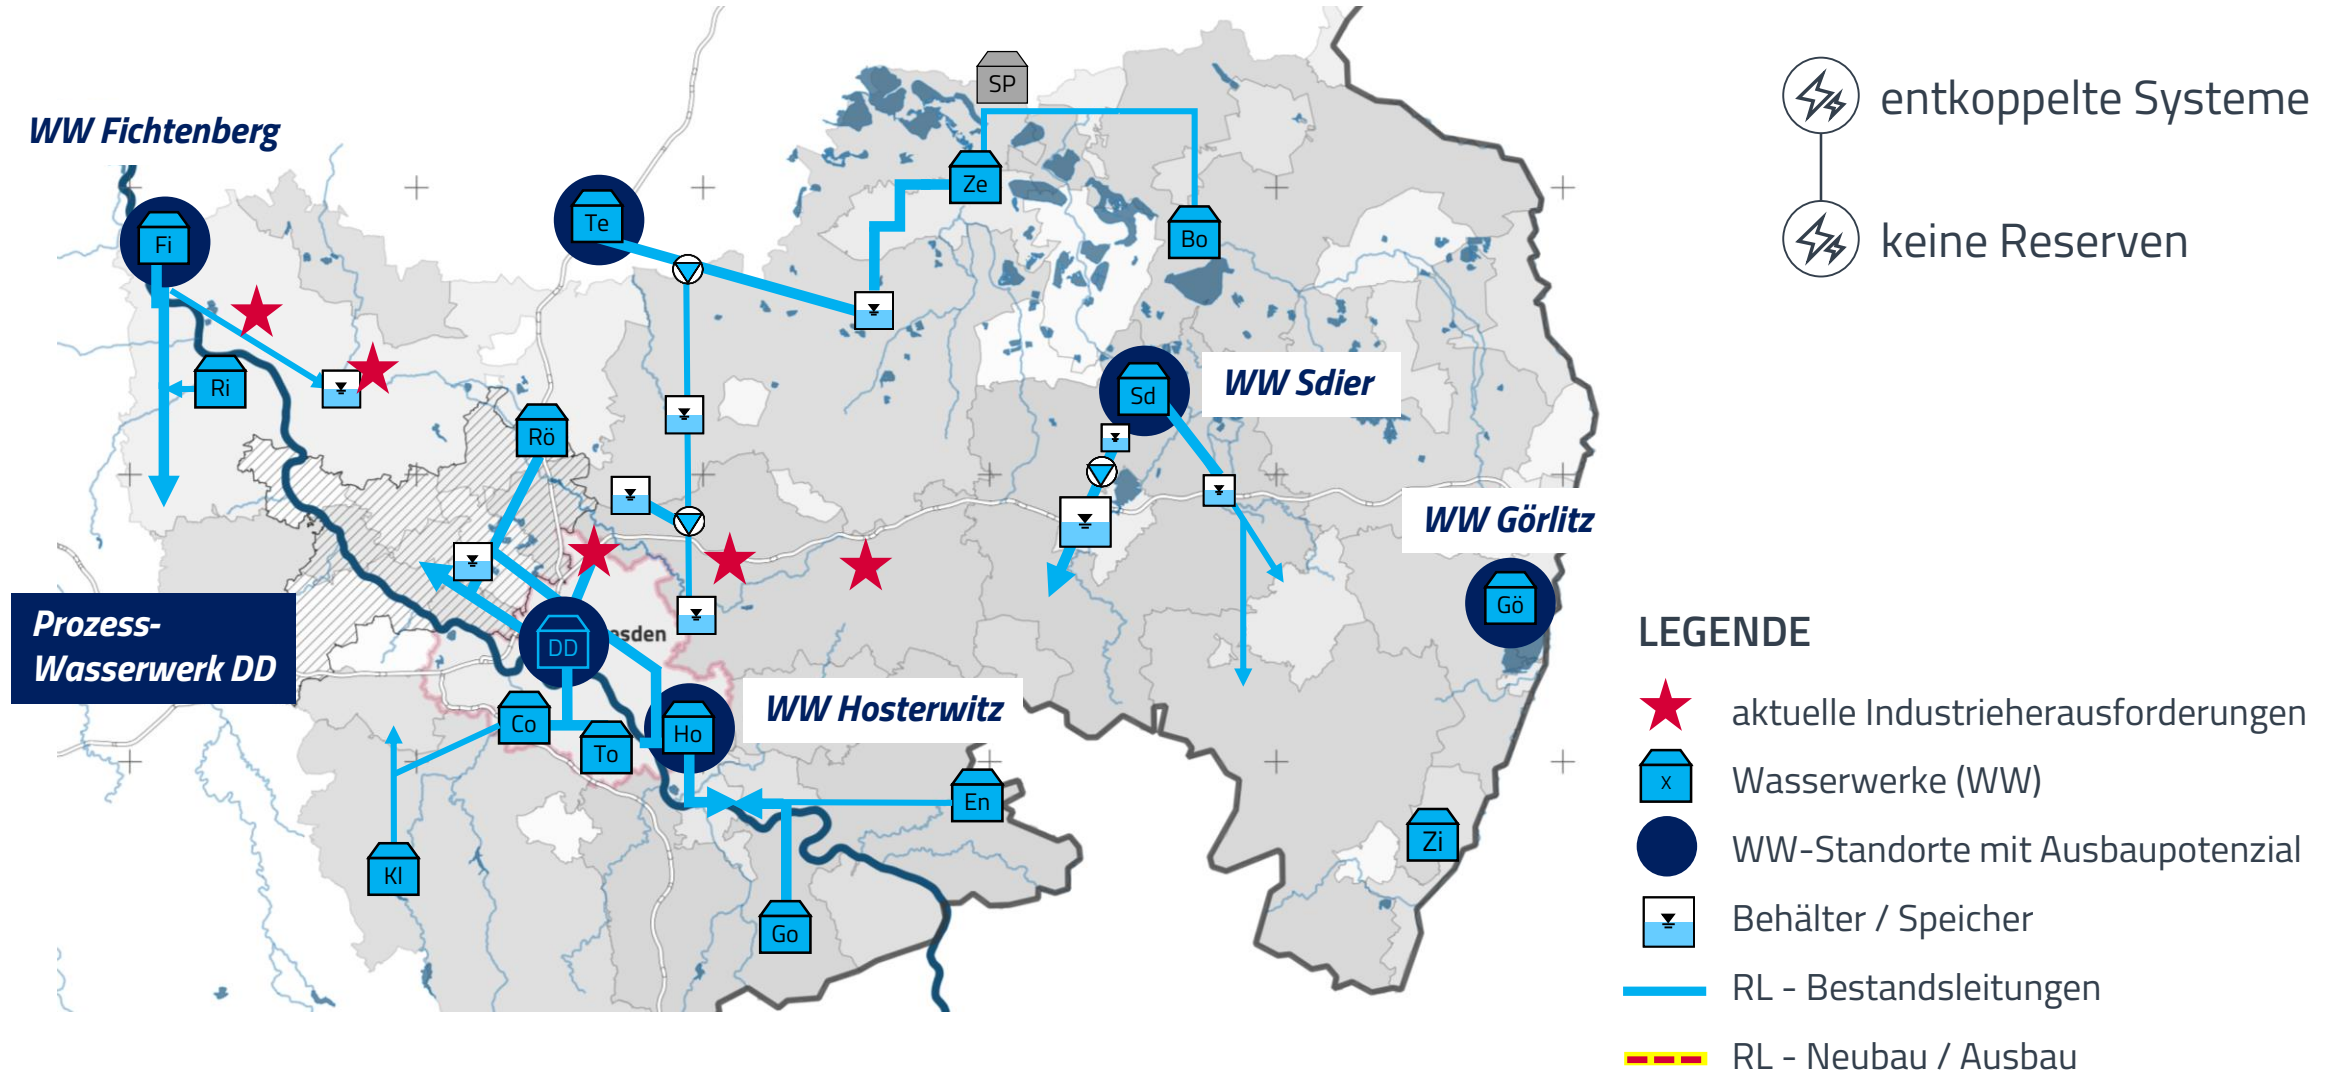 SP
entkoppelte Systeme
WW Fichtenberg
Ze
Te
Fi
Bo
keine Reserven
Ri
WW Sdier
Sd
Rö
WW Görlitz
Gö
Prozess-
Wasserwerk DD
DD
esden
LEGENDE
WW Hosterwitz
aktuelle Industrieherausforderungen
Co
To
Ho
X
Wasserwerke (WW)
En
Zi
WW-Standorte mit Ausbaupotenzial
Kl
Go
Behälter / Speicher
RL - Bestandsleitungen
RL - Neubau / Ausbau